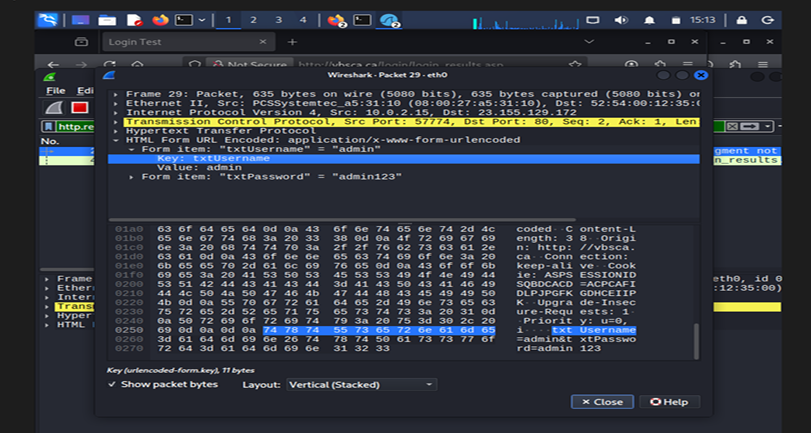 1 2 3 4
2
2
15:13
Login Test
Not Secure http://vbsca.ca/login/login_results.asp
Wireshark · Packet 29 · eth0
File Edi
http.re
No.
Frame 29: Packet, 635 bytes on wire (5080 bits), 635 bytes captured (5080 bits) on
Ethernet II, Src: PCSSystemtec_a5:31:10 (08:00:27:a5:31:10), Dst: 52:54:00:12:35:0
Internet Protocol Version 4, Src: 10.0.2.15, Dst: 23.155.129.172
Transmission Control Protocol, Src Port: 57774, Dst Port: 80, Seq: 2, Ack: 1, Len
Hypertext Transfer Protocol
HTML Form URL Encoded: application/x-www-form-urlencoded
Form item: "txtUsername" = "admin"
Key: txtUsername
Value: admin
Form item: "txtPassword" = "admin123"
gment not
n_results
01a0 63 6f 64 65 64 0d 0a 43 6f 6e 74 65 6e 74 2d 4c coded··Content-L
01b0 65 6e 67 74 68 3a 20 33 38 0d 0a 4f 72 69 67 69 ength: 38··Origi
01c0 6e 3a 20 68 74 74 70 3a 2f 2f 76 62 73 63 61 2e n: http://vbsca.
01d0 63 61 0d 0a 43 6f 6e 6e 65 63 74 69 6f 6e 3a 20 ca··Connection:
01e0 6b 65 65 70 2d 61 6c 69 76 65 0d 0a 43 6f 6f 6b keep-alive··Cook
01f0 69 65 3a 20 41 53 50 53 45 53 53 49 4f 4e 49 44 ie: ASPSESSIONID
0200 53 51 42 44 43 41 43 44 3d 41 43 50 43 41 46 49 SQBDCACD=ACPCAFI
0210 44 4c 50 4a 50 47 46 4b 47 44 48 43 45 49 49 50 DLPJPGFKGDHCEIIP
0220 4b 0d 0a 55 70 67 72 61 64 65 2d 49 6e 73 65 63 K··Upgrade-Insec
0230 75 72 65 2d 52 65 71 75 65 73 74 73 3a 20 31 0d ure-Requests: 1·
0240 0a 50 72 69 6f 72 69 74 79 3a 20 75 3d 30 2c 20 ·Priority: u=0,
0250 69 0d 0a 0d 0a 74 78 74 55 73 65 72 6e 61 6d 65 i····txtUsername
0260 3d 61 64 6d 69 6e 26 74 78 74 50 61 73 73 77 6f =admin&txtPasswo
0270 72 64 3d 61 64 6d 69 6e 31 32 33 rd=admin123
Frame
Ether
Inter
Trans
Hyper
HTML
eth0, id 0
:12:35:00)
Key (urlencoded-form.key), 11 bytes
Show packet bytes Layout: Vertical (Stacked)
Close Help